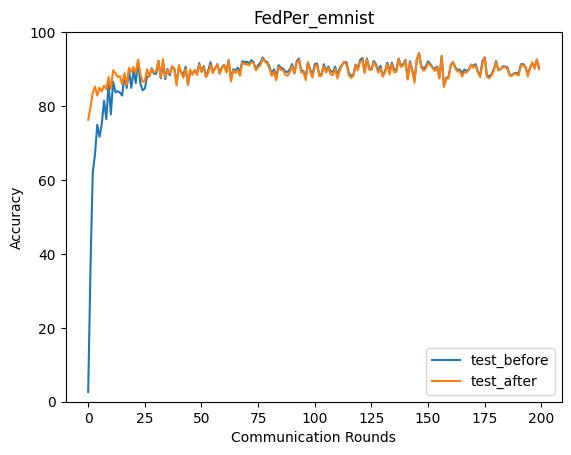 FedPer_emnist
100
80
60
40
20
0
Accuracy
0 25 50 75 100 125 150 175 200
Communication Rounds
test_before
test_after